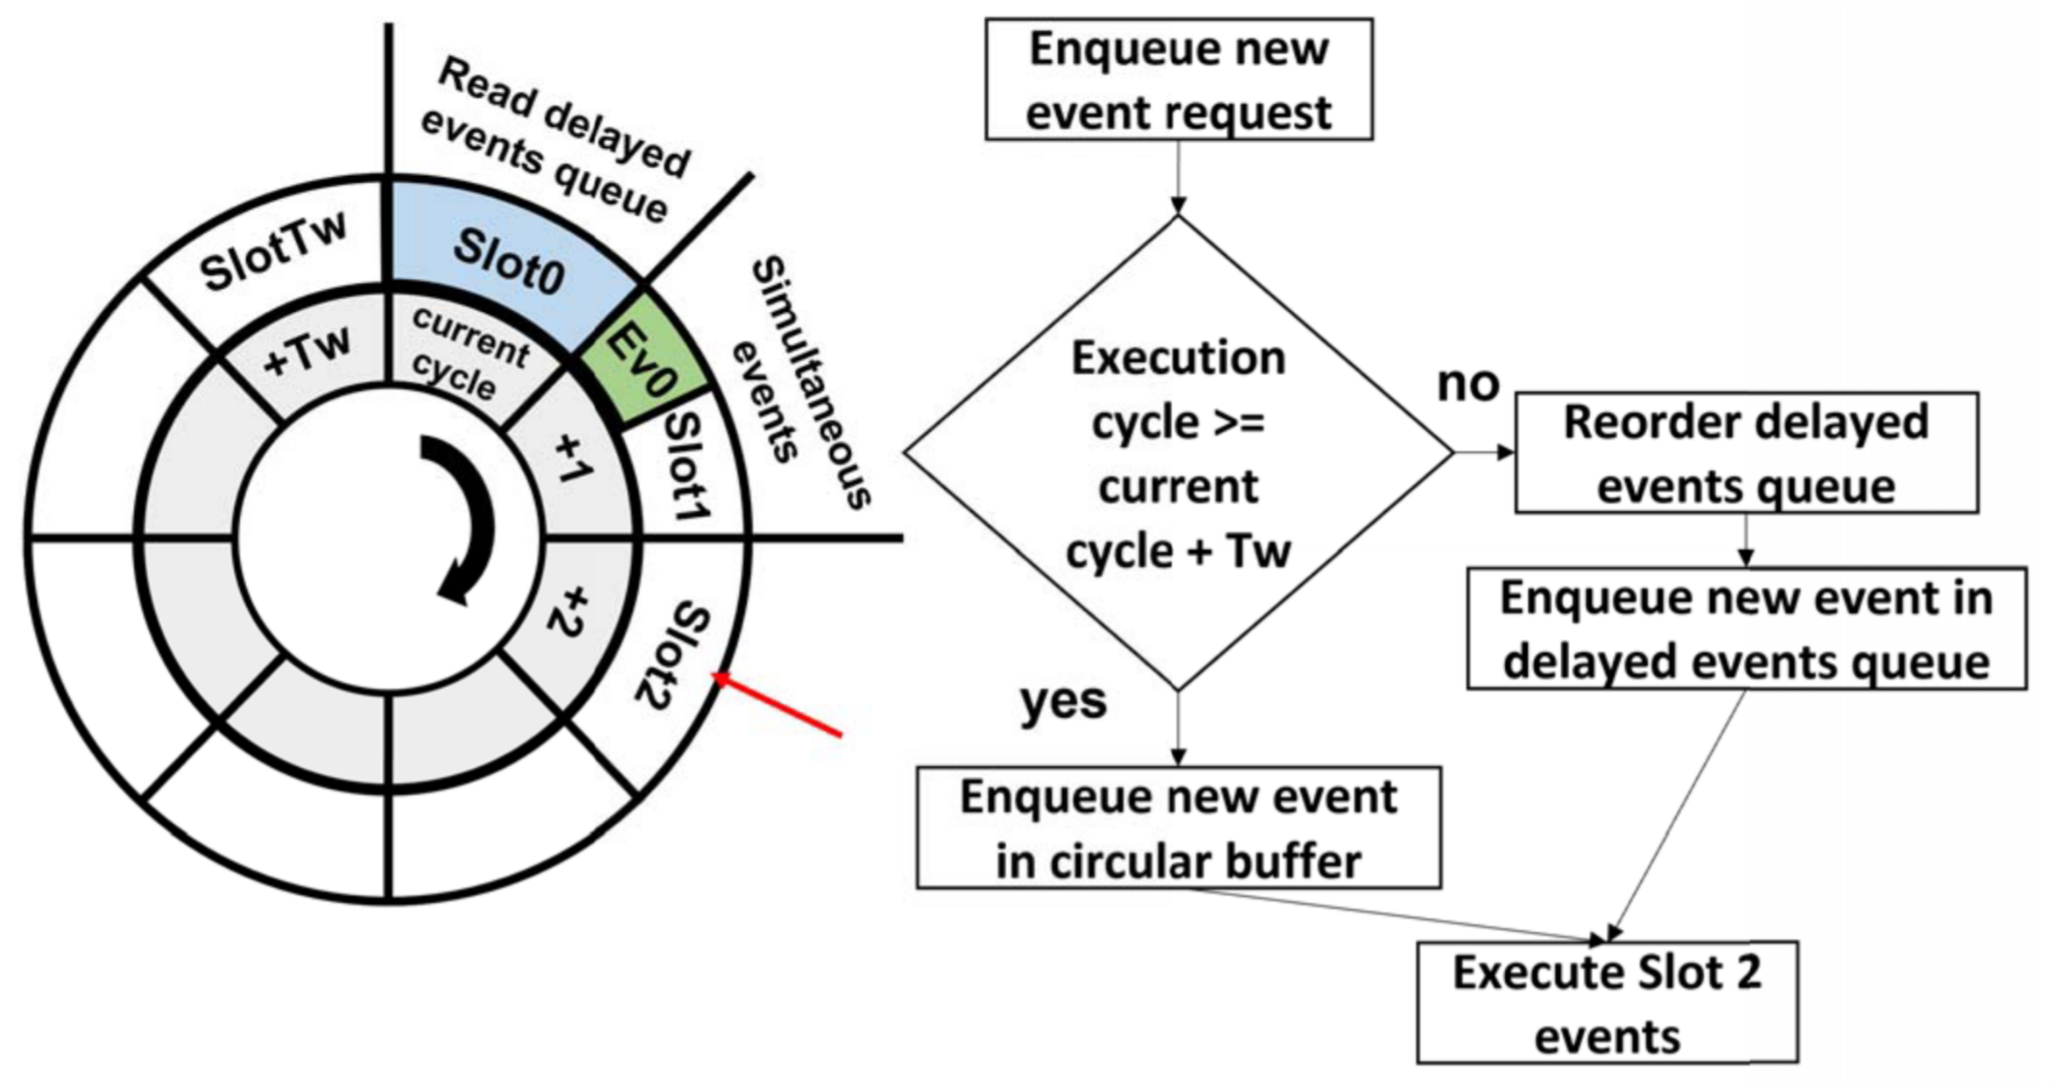 Read delayed
events queue
SlotTw
Slot0
+Tw
current
cycle
Ev0
Simultaneous
events
+1
Slot1
+2
Slot2
Enqueue new
event request
Execution
cycle >=
current
cycle + Tw
no
Reorder delayed
events queue
Enqueue new event in
delayed events queue
yes
Enqueue new event
in circular buffer
Execute Slot 2
events